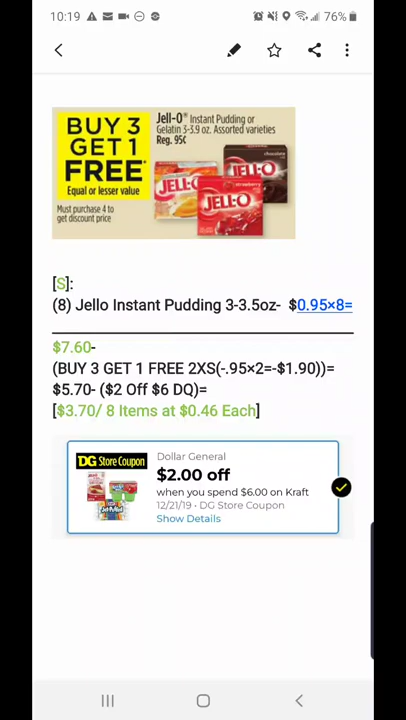 10:19
76%
BUY 3
GET 1
FREE*
Equal or lesser value
Must purchase 4 to
get discount price
Jell-O® Instant Pudding or
Gelatin 3-3.9 oz. Assorted varieties
Reg. 95¢
JELL-O
JELL-O
JELL-O
chocolate
strawberry
[S]:
(8) Jello Instant Pudding 3-3.5oz- $0.95×8=
$7.60-
(BUY 3 GET 1 FREE 2XS(-.95×2=-$1.90))=
$5.70- ($2 Off $6 DQ)=
[$3.70/ 8 Items at $0.46 Each]
DG Store Coupon
Dollar General
$2.00 off
when you spend $6.00 on Kraft
12/21/19 • DG Store Coupon
Show Details